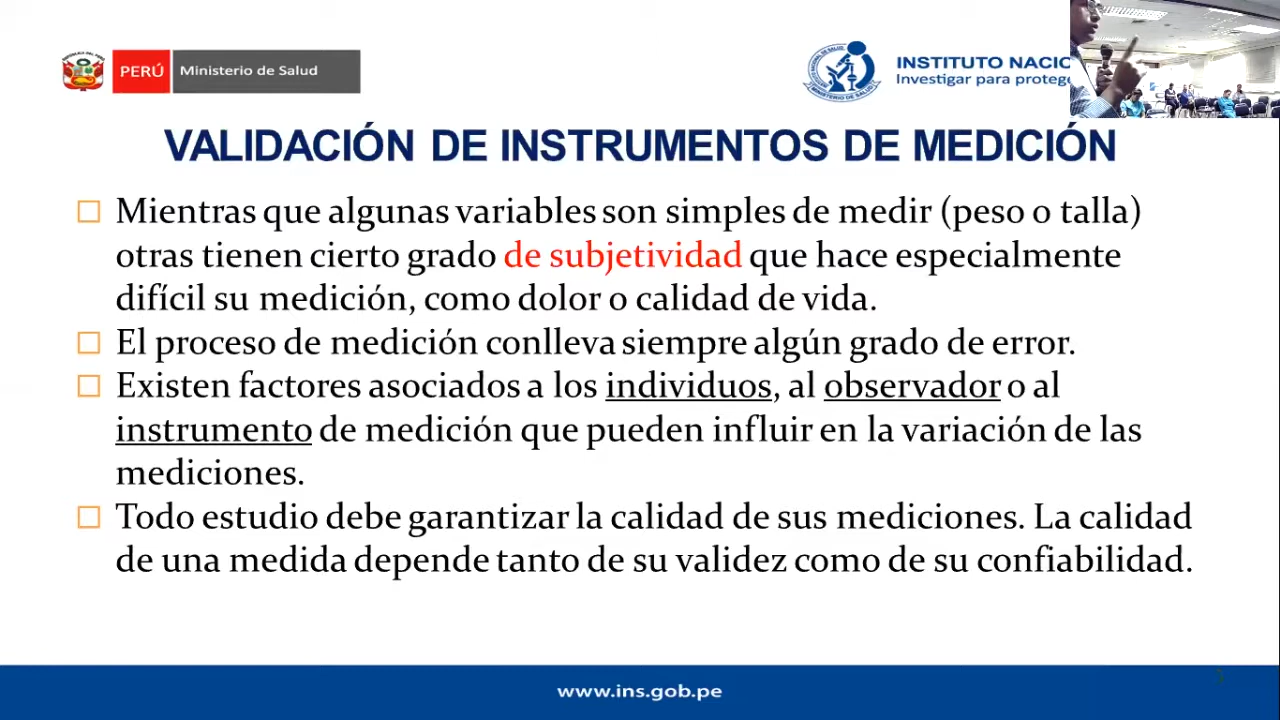 PERÚ
Ministerio de Salud
INSTITUTO NACIO
Investigar para protege
VALIDACIÓN DE INSTRUMENTOS DE MEDICIÓN
Mientras que algunas variables son simples de medir (peso o talla)
otras tienen cierto grado de subjetividad que hace especialmente
difícil su medición, como dolor o calidad de vida.
El proceso de medición conlleva siempre algún grado de error.
Existen factores asociados a los individuos, al observador o al
instrumento de medición que pueden influir en la variación de las
mediciones.
Todo estudio debe garantizar la calidad de sus mediciones. La calidad
de una medida depende tanto de su validez como de su confiabilidad.
www.ins.gob.pe